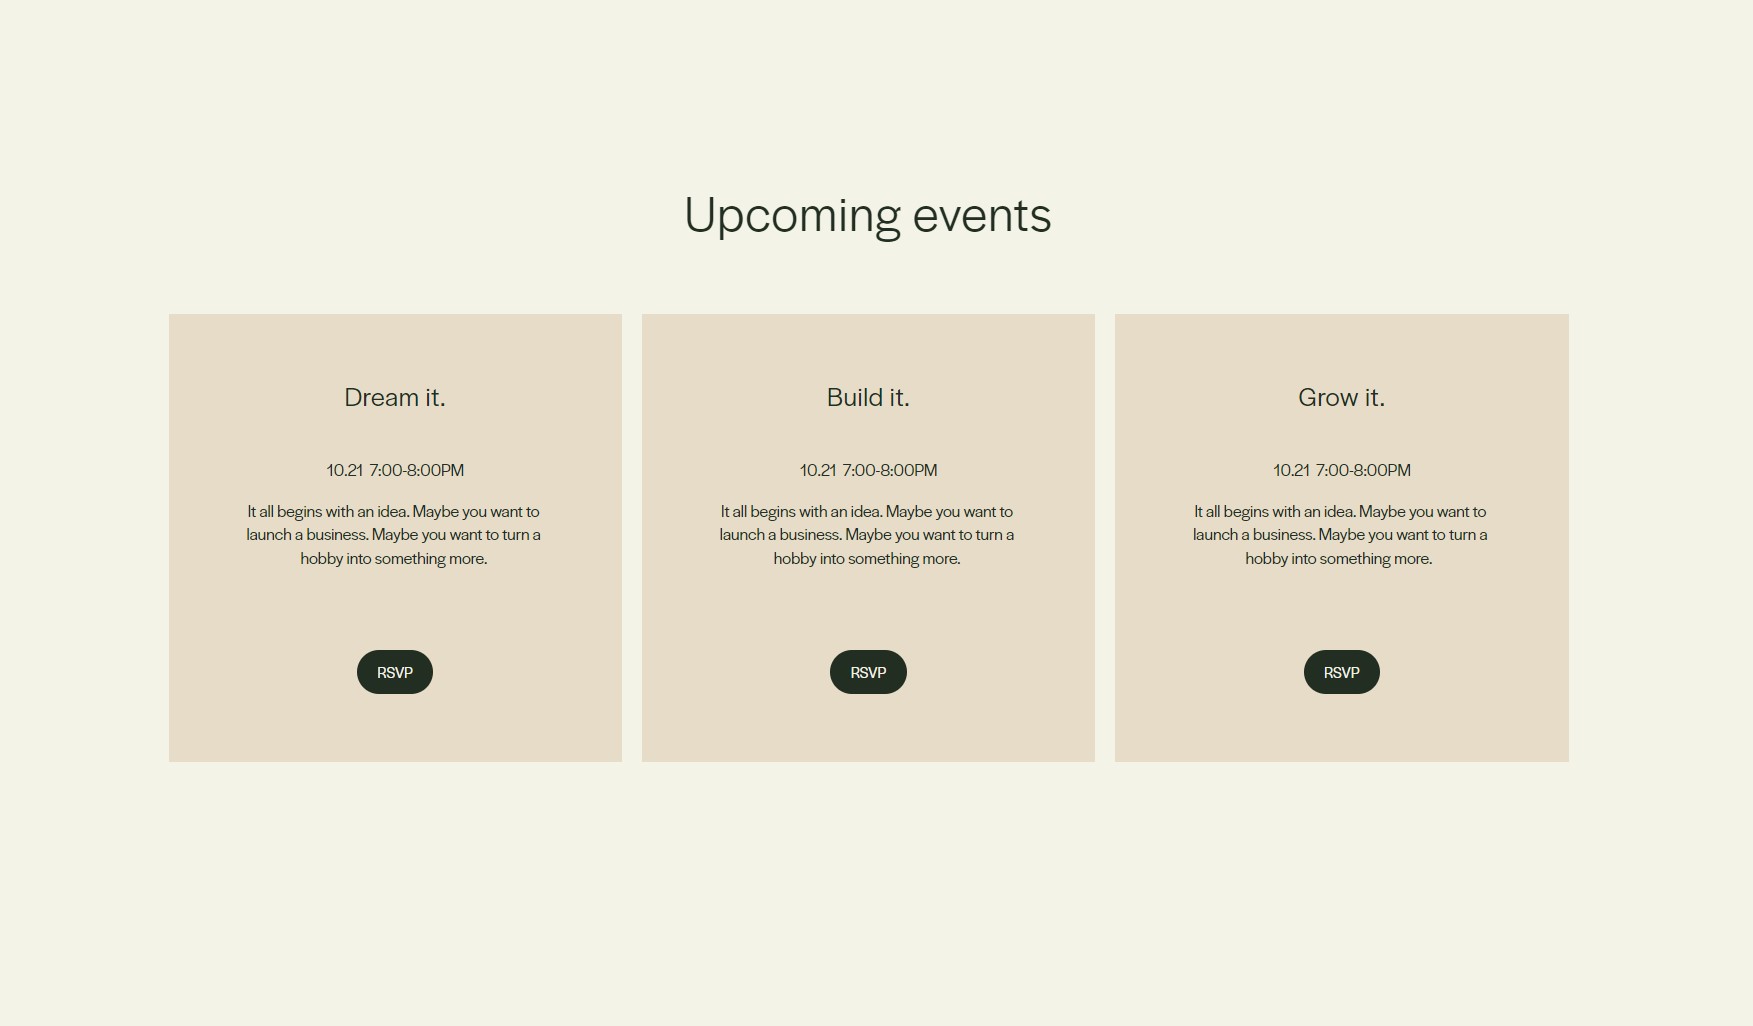 Upcoming events
Dream it.
10.21 7:00-8:00PM
It all begins with an idea. Maybe you want to
launch a business. Maybe you want to turn a
hobby into something more.
RSVP
Build it.
10.21 7:00-8:00PM
It all begins with an idea. Maybe you want to
launch a business. Maybe you want to turn a
hobby into something more.
RSVP
Grow it.
10.21 7:00-8:00PM
It all begins with an idea. Maybe you want to
launch a business. Maybe you want to turn a
hobby into something more.
RSVP